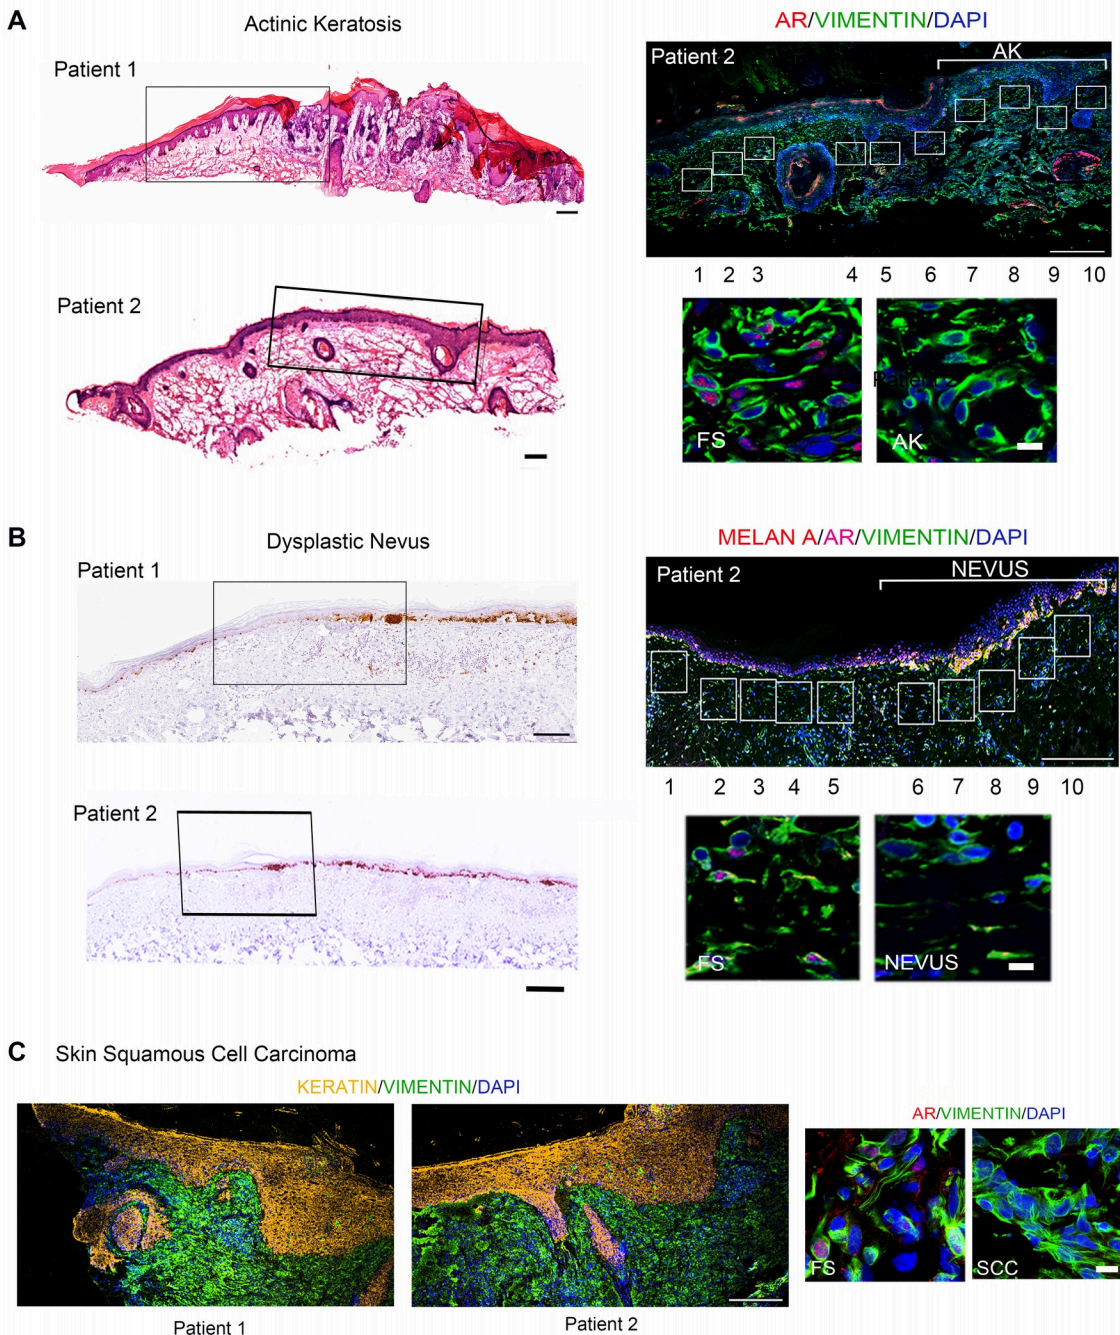 A
Actinic Keratosis
AR/VIMENTIN/DAPI
Patient 1
Patient 2
AK
1 2 3 4 5 6 7 8 9 10
Patient 2
FS
AK
B
Dysplastic Nevus
MELAN A/AR/VIMENTIN/DAPI
Patient 1
Patient 2
NEVUS
1 2 3 4 5 6 7 8 9 10
Patient 2
FS
NEVUS
C Skin Squamous Cell Carcinoma
KERATIN/VIMENTIN/DAPI
AR/VIMENTIN/DAPI
FS
SCC
Patient 1
Patient 2